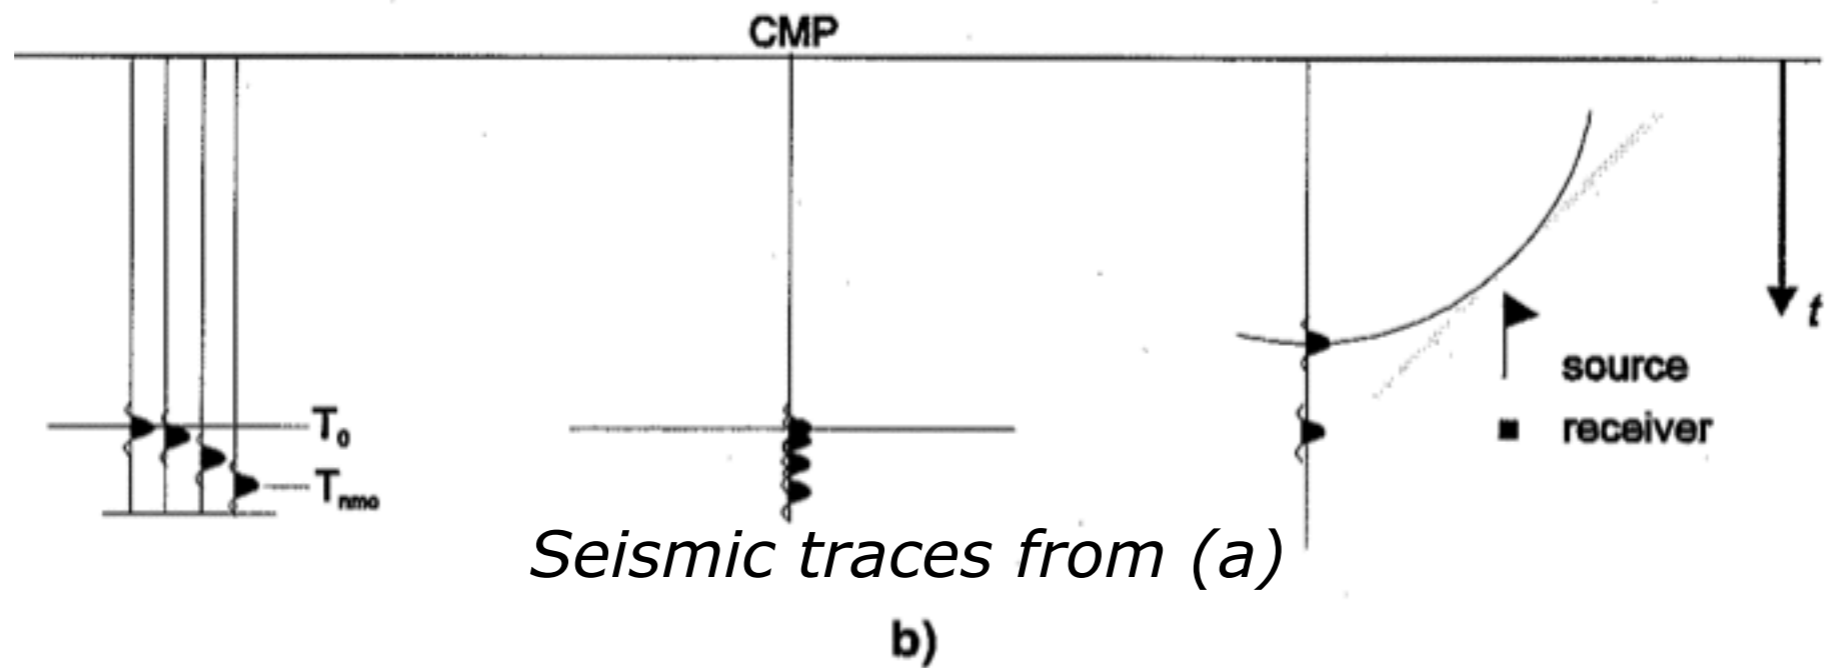 CMP
t
source
T₀
receiver
Tₙₘₒ
Seismic traces from (a)
b)